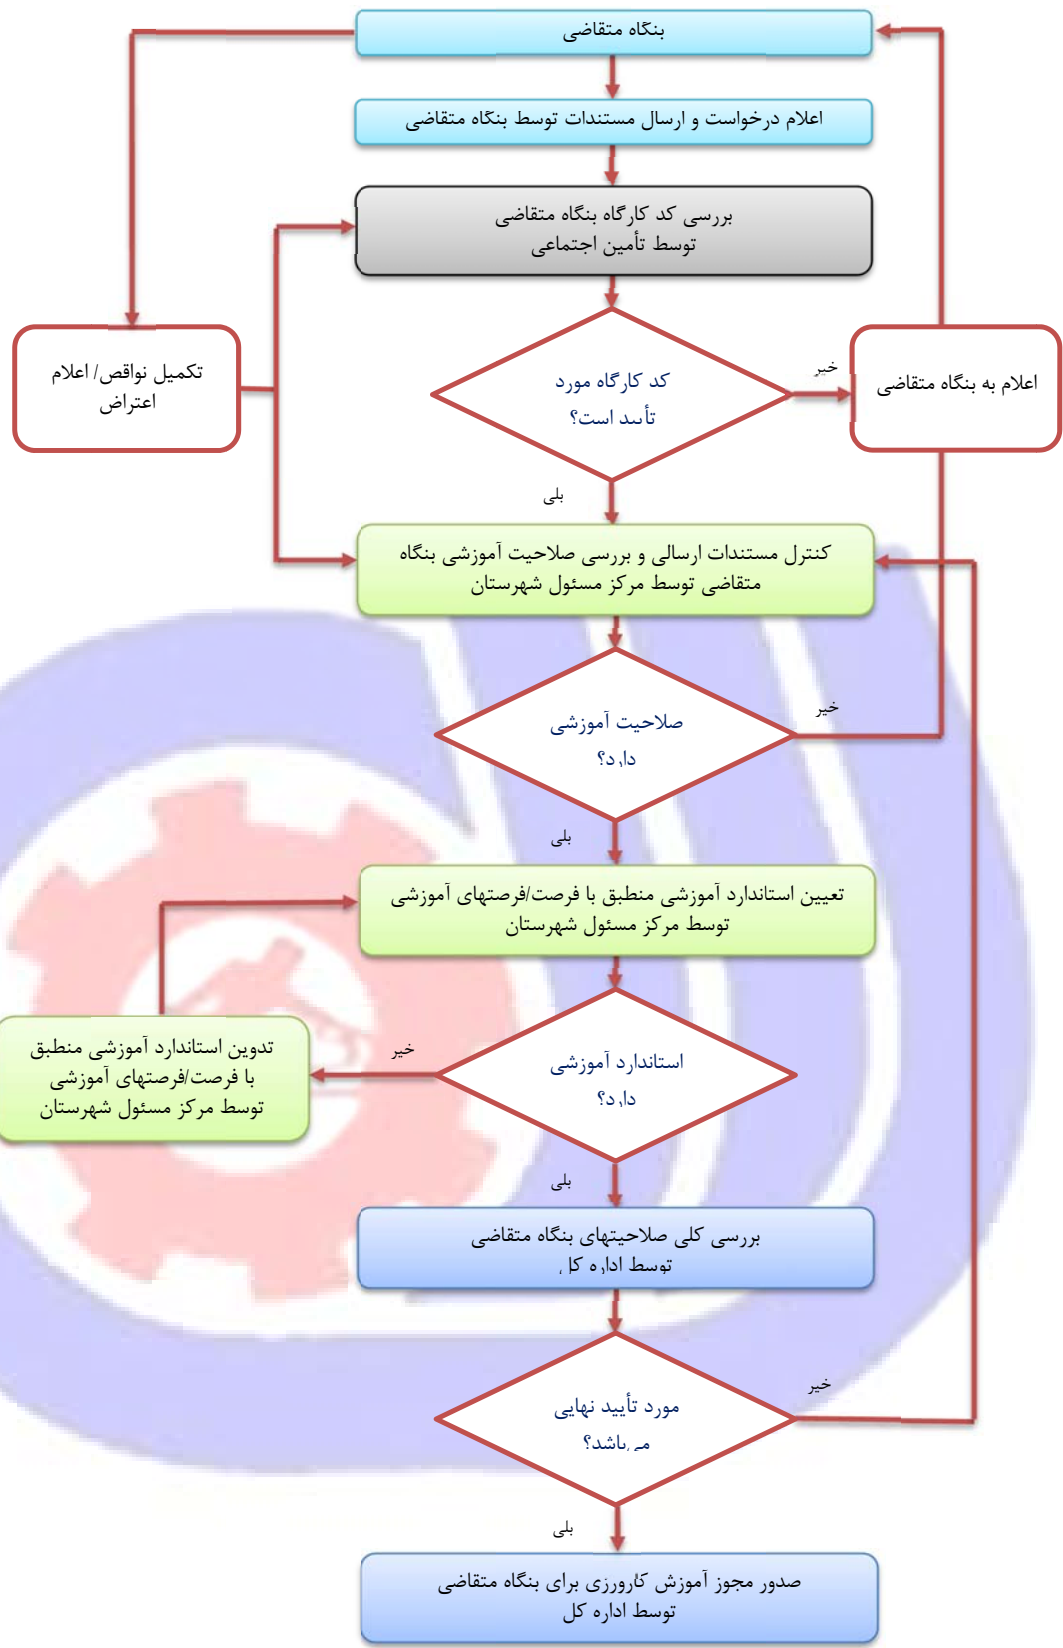 بنگاه متقاضی
اعلام درخواست و ارسال مستندات توسط بنگاه متقاضی
بررسی کد کارگاه بنگاه متقاضی
توسط تأمین اجتماعی
تکمیل نواقص/ اعلام
اعتراض
کد کارگاه مورد
تأیید است؟
خیر
اعلام به بنگاه متقاضی
بلی
کنترل مستندات ارسالی و بررسی صلاحیت آموزشی بنگاه
متقاضی توسط مرکز مسئول شهرستان
صلاحیت آموزشی
دارد؟
خیر
بلی
تعیین استاندارد آموزشی منطبق با فرصت/فرصتهای آموزشی
توسط مرکز مسئول شهرستان
استاندارد آموزشی
دارد؟
خیر
تدوین استاندارد آموزشی منطبق
با فرصت/فرصتهای آموزشی
توسط مرکز مسئول شهرستان
بلی
بررسی کلی صلاحیتهای بنگاه متقاضی
توسط اداره کل
مورد تأیید نهایی
می‌باشد؟
خیر
بلی
صدور مجوز آموزش کارورزی برای بنگاه متقاضی
توسط اداره کل